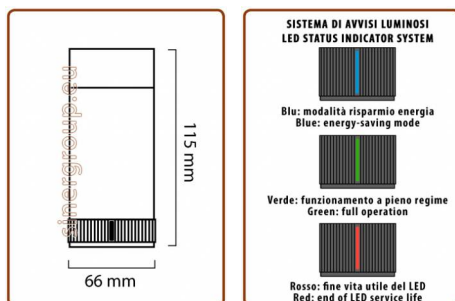 sinergroup.eu
115 mm
66 mm
SISTEMA DI AVVISI LUMINOSI
LED STATUS INDICATOR SYSTEM
Blu: modalità risparmio energia
Blue: energy-saving mode
Verde: funzionamento a pieno regime
Green: full operation
Rosso: fine vita utile del LED
Red: end of LED service life